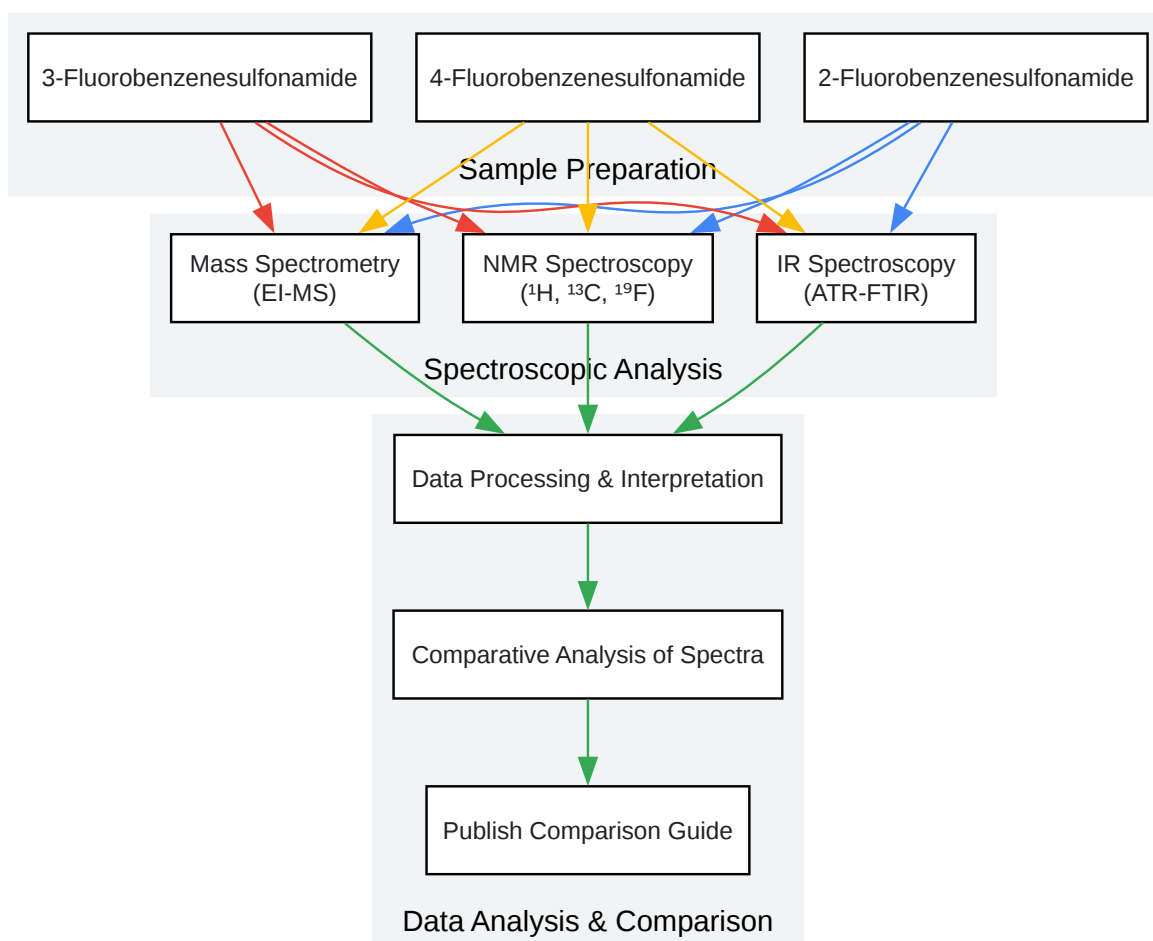 3-Fluorobenzenesulfonamide
4-Fluorobenzenesulfonamide
2-Fluorobenzenesulfonamide
Sample Preparation
Mass Spectrometry
(EI-MS)
NMR Spectroscopy
(¹H, ¹³C, ¹⁹F)
IR Spectroscopy
(ATR-FTIR)
Spectroscopic Analysis
Data Processing & Interpretation
Comparative Analysis of Spectra
Publish Comparison Guide
Data Analysis & Comparison